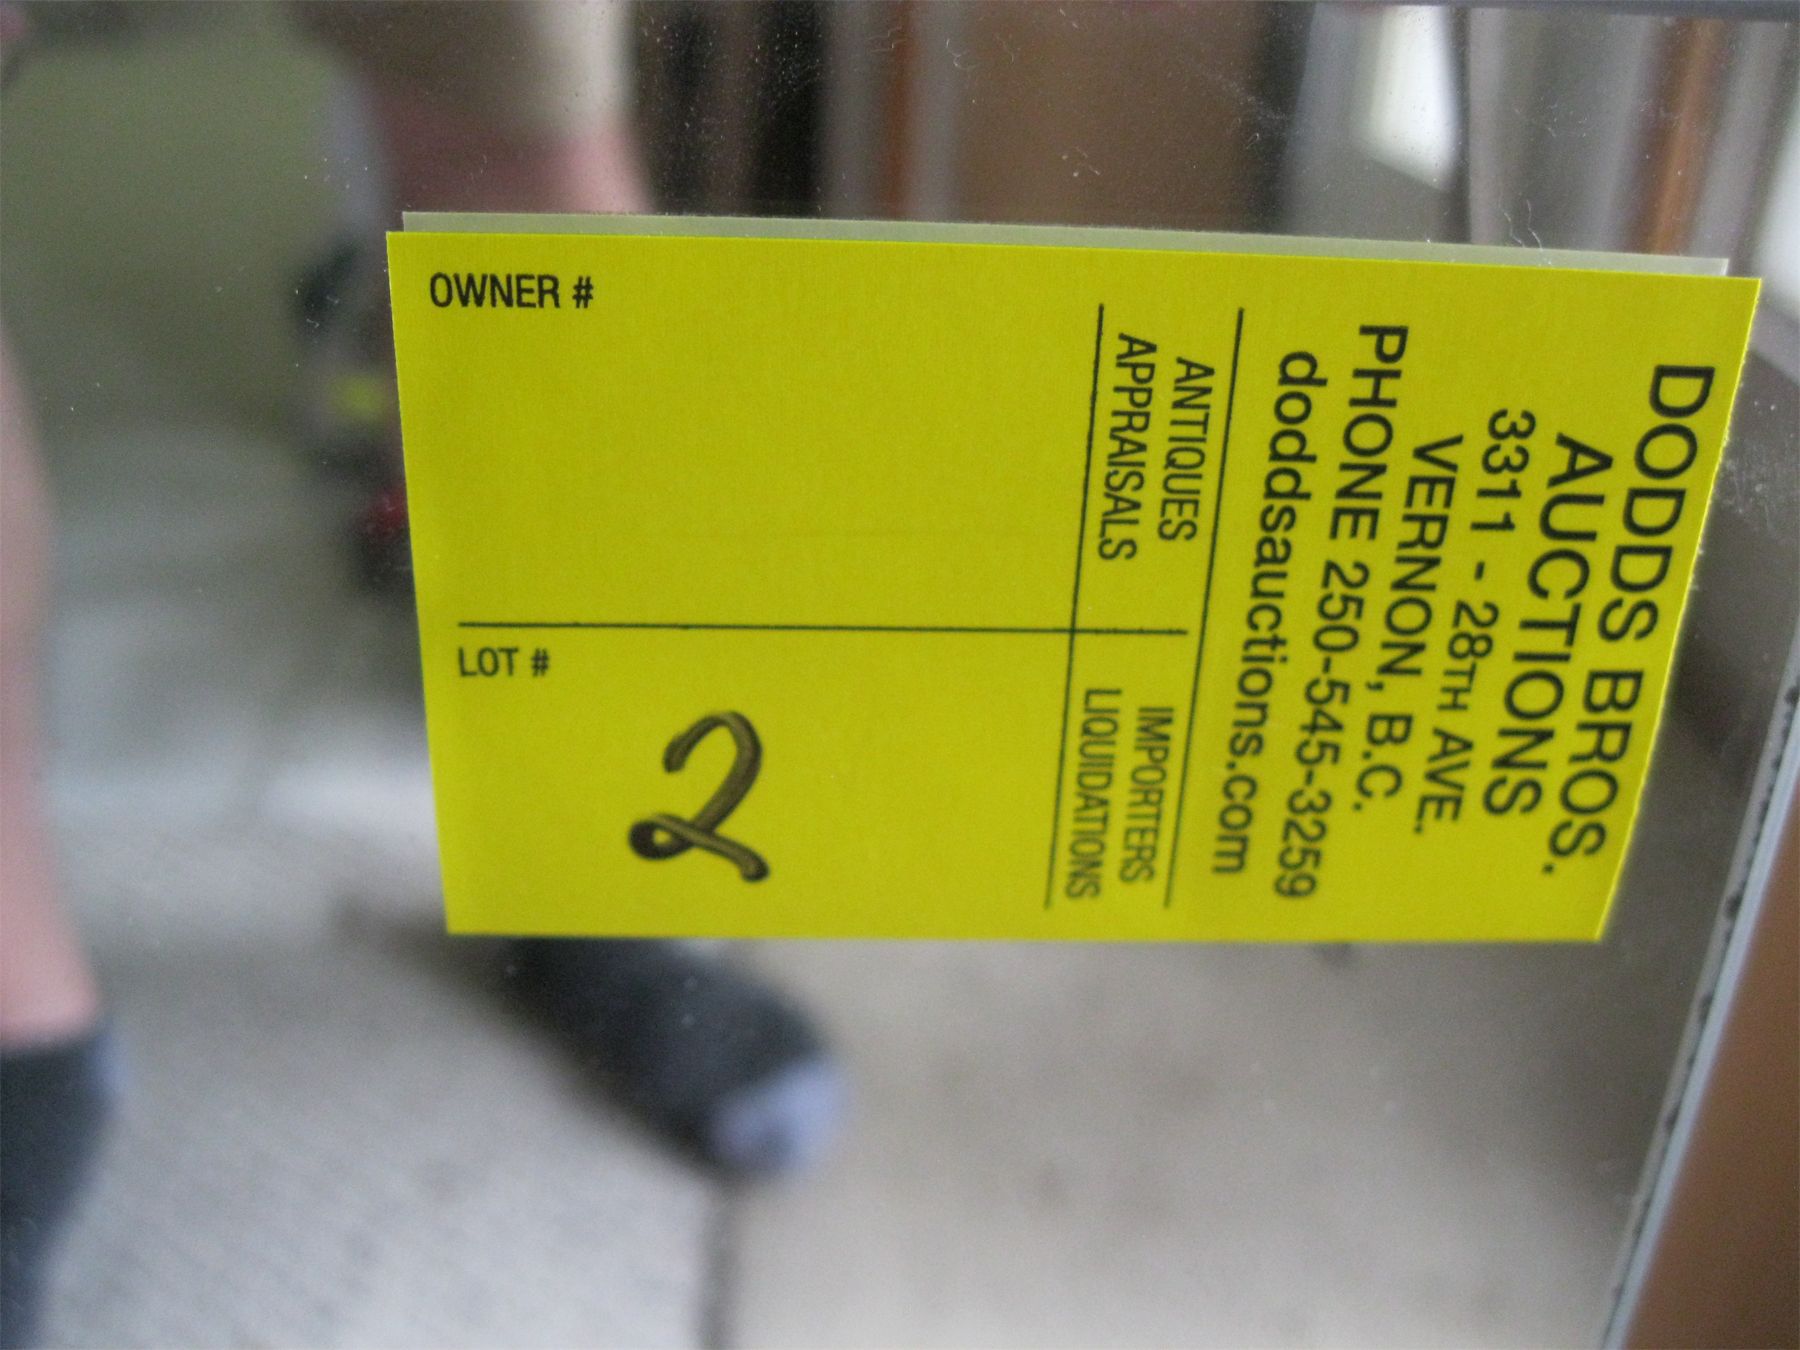 DODDS BROS.
AUCTIONS
3311 - 28TH AVE.
VERNON, B.C.
PHONE 250-545-3259
doddsauctions.com
ANTIQUES
APPRAISALS
IMPORTERS
LIQUIDATIONS
OWNER #
LOT #
2